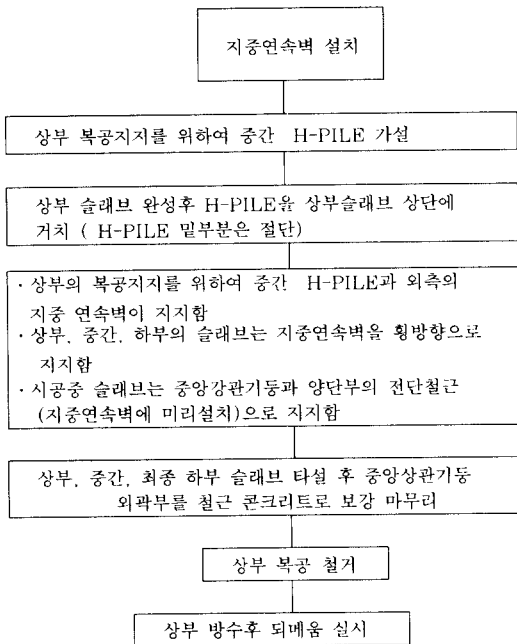 지중연속벽 설치
상부 복공지지를 위하여 중간 H-PILE 가설
상부 슬래브 완성후 H-PILE을 상부슬래브 상단에
거치 ( H-PILE 밑부분은 절단)
· 상부의 복공지지를 위하여 중간 H-PILE과 외측의
지중 연속벽이 지지함
· 상부, 중간, 하부의 슬래브는 지중연속벽을 횡방향으로
지지함
· 시공중 슬래브는 중앙강관기둥과 양단부의 전단철근
(지중연속벽에 미리설치)으로 지지함
상부, 중간, 최종 하부 슬래브 타설 후 중앙상관기둥
외곽부를 철근 콘크리트로 보강 마무리
상부 복공 철거
상부 방수후 되메움 실시